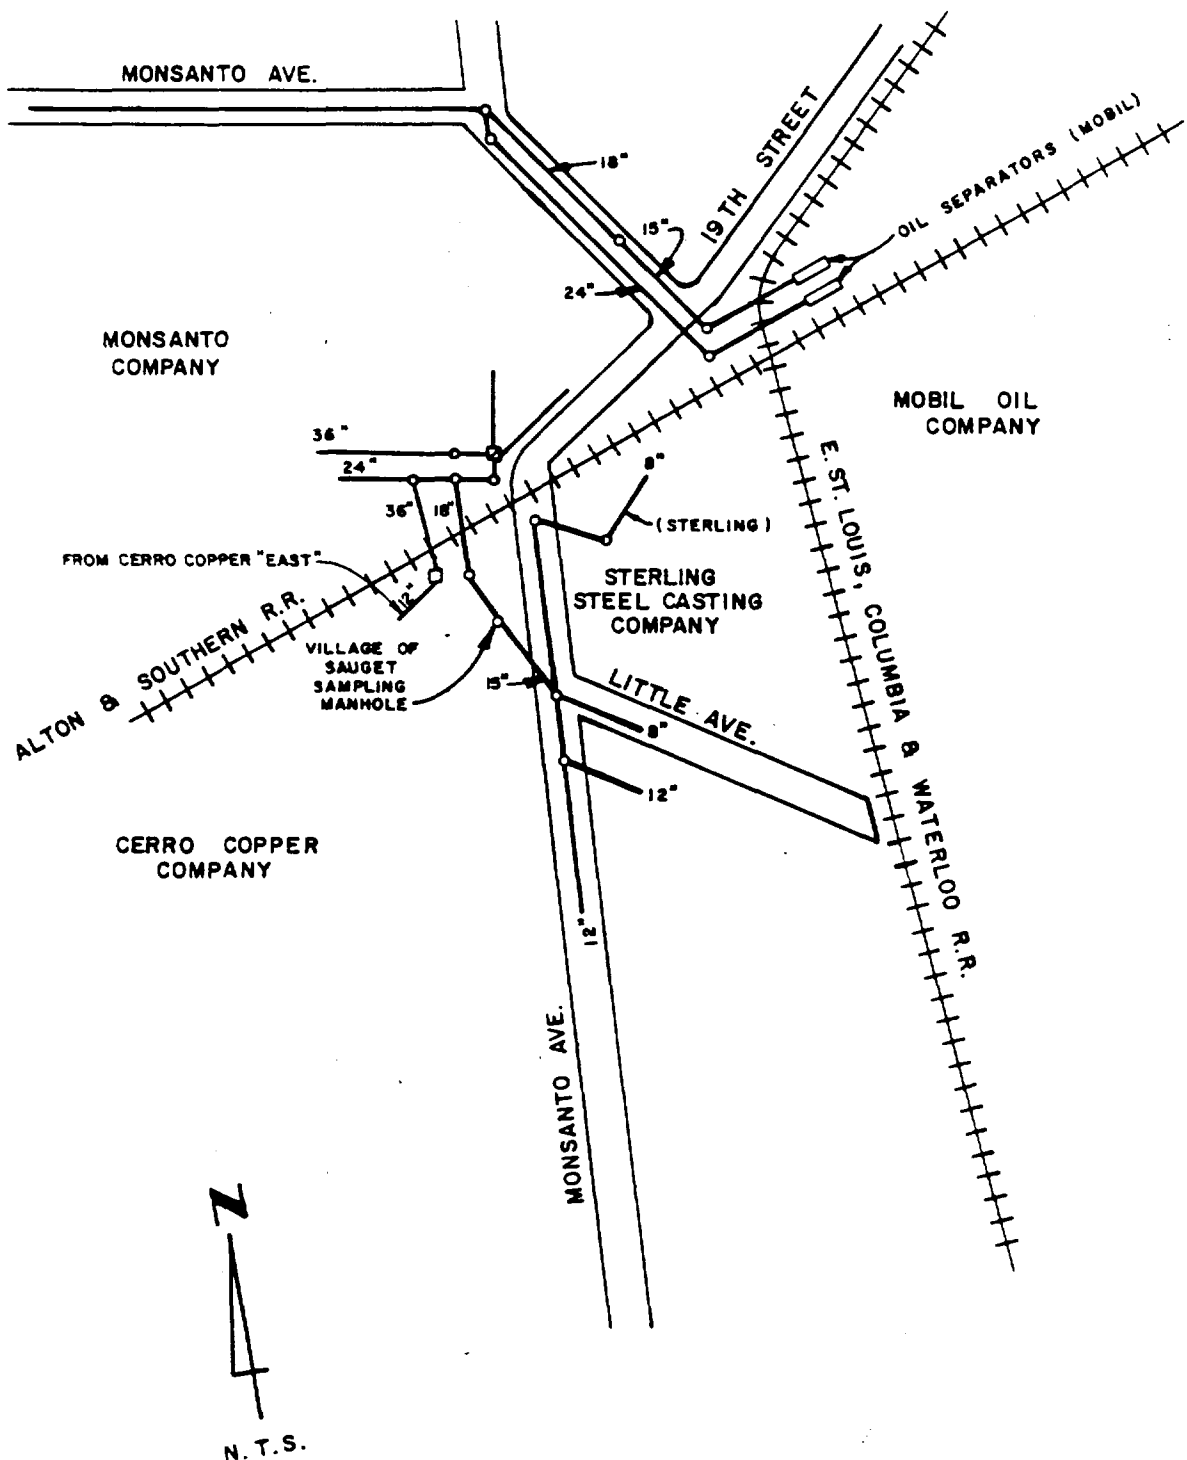 MONSANTO AVE.
18"
19TH STREET
OIL SEPARATORS (MOBIL)
15"
24"
MONSANTO
COMPANY
MOBIL OIL
COMPANY
36"
24"
8"
36"
18"
(STERLING)
FROM CERRO COPPER "EAST"
12"
STERLING
STEEL CASTING
COMPANY
E. ST. LOUIS, COLUMBIA & WATERLOO R.R.
ALTON & SOUTHERN R.R.
VILLAGE OF
SAUGET
SAMPLING
MANHOLE
15"
LITTLE AVE.
8"
12"
CERRO COPPER
COMPANY
12"
MONSANTO AVE.
N
N.T.S.